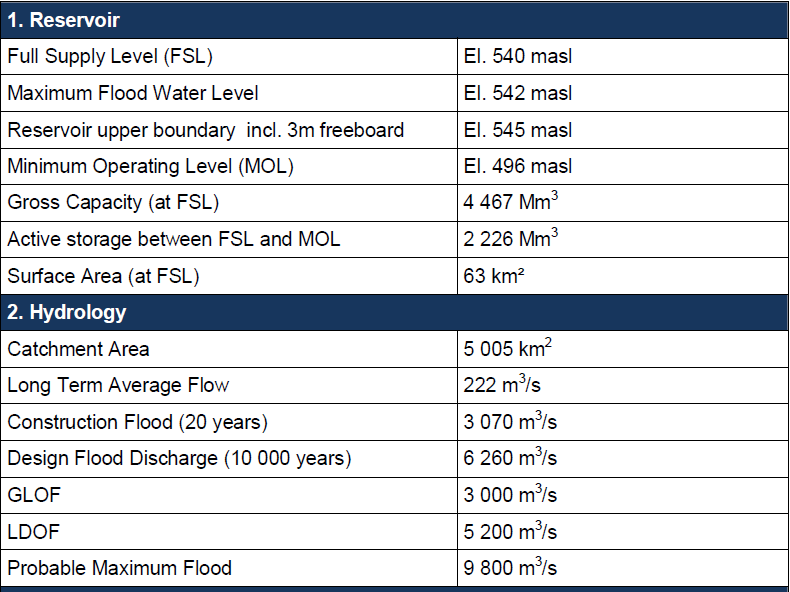 1. Reservoir
Full Supply Level (FSL) El. 540 masl
Maximum Flood Water Level El. 542 masl
Reservoir upper boundary incl. 3m freeboard El. 545 masl
Minimum Operating Level (MOL) El. 496 masl
Gross Capacity (at FSL) 4 467 Mm³
Active storage between FSL and MOL 2 226 Mm³
Surface Area (at FSL) 63 km²
2. Hydrology
Catchment Area 5 005 km²
Long Term Average Flow 222 m³/s
Construction Flood (20 years) 3 070 m³/s
Design Flood Discharge (10 000 years) 6 260 m³/s
GLOF 3 000 m³/s
LDOF 5 200 m³/s
Probable Maximum Flood 9 800 m³/s